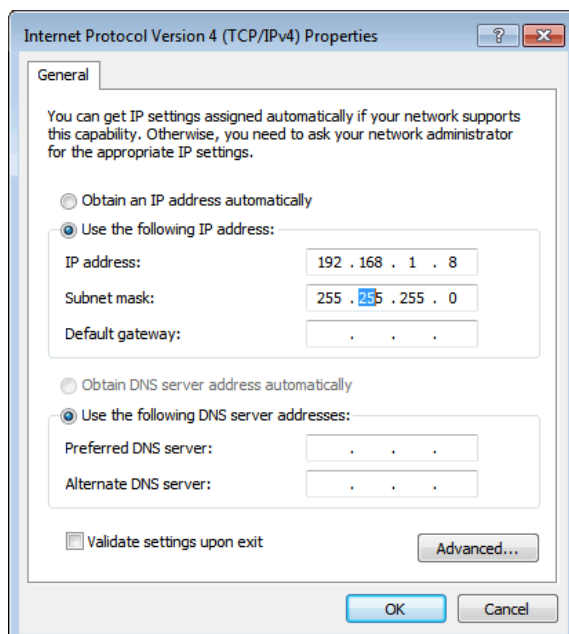 Internet Protocol Version 4 (TCP/IPv4) Properties
General
You can get IP settings assigned automatically if your network supports
this capability. Otherwise, you need to ask your network administrator
for the appropriate IP settings.
Obtain an IP address automatically
Use the following IP address:
IP address: 192 . 168 . 1 . 8
Subnet mask: 255 . 255 . 255 . 0
Default gateway: . . .
Obtain DNS server address automatically
Use the following DNS server addresses:
Preferred DNS server: . . .
Alternate DNS server: . . .
Validate settings upon exit
Advanced...
OK Cancel